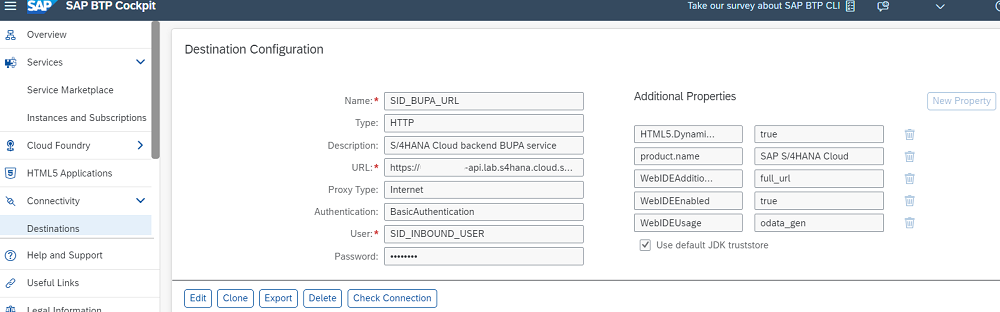 SAP SAP BTP Cockpit Take our survey about SAP BTP CLI
Overview
Services
Service Marketplace
Instances and Subscriptions
Cloud Foundry
HTML5 Applications
Connectivity
Destinations
Help and Support
Useful Links
Legal Information
Destination Configuration
Name:* SID_BUPA_URL
Type: HTTP
Description: S/4HANA Cloud backend BUPA service
URL:* https:/ -api.lab.s4hana.cloud.s...
Proxy Type: Internet
Authentication: BasicAuthentication
User:* SID_INBOUND_USER
Password: ••••••••
Additional Properties New Property
HTML5.Dynami... true
product.name SAP S/4HANA Cloud
WebIDEAdditio... full_url
WebIDEEnabled true
WebIDEUsage odata_gen
Use default JDK truststore
Edit Clone Export Delete Check Connection